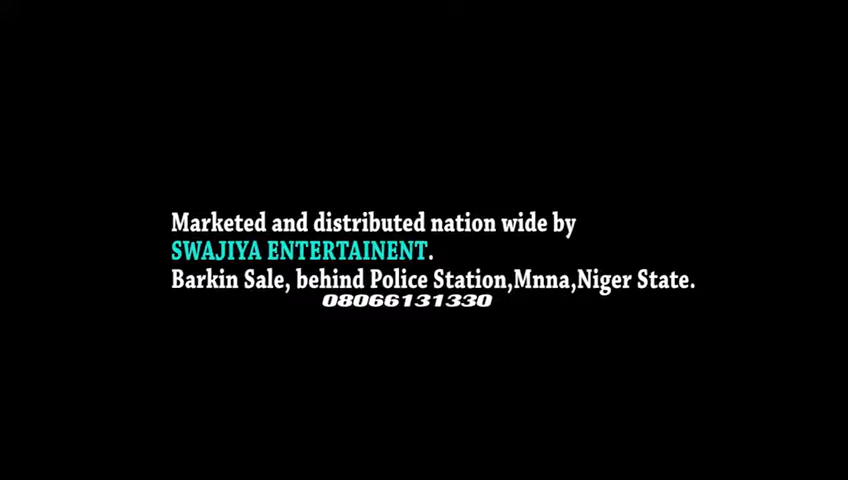 Marketed and distributed nation wide by
SWAJIYA ENTERTAINENT.
Barkin Sale, behind Police Station,Mnna,Niger State.
08066131330